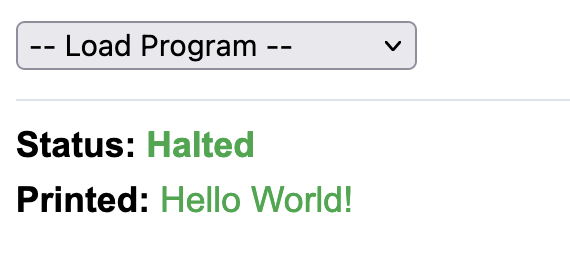 -- Load Program --
Status: Halted
Printed: Hello World!